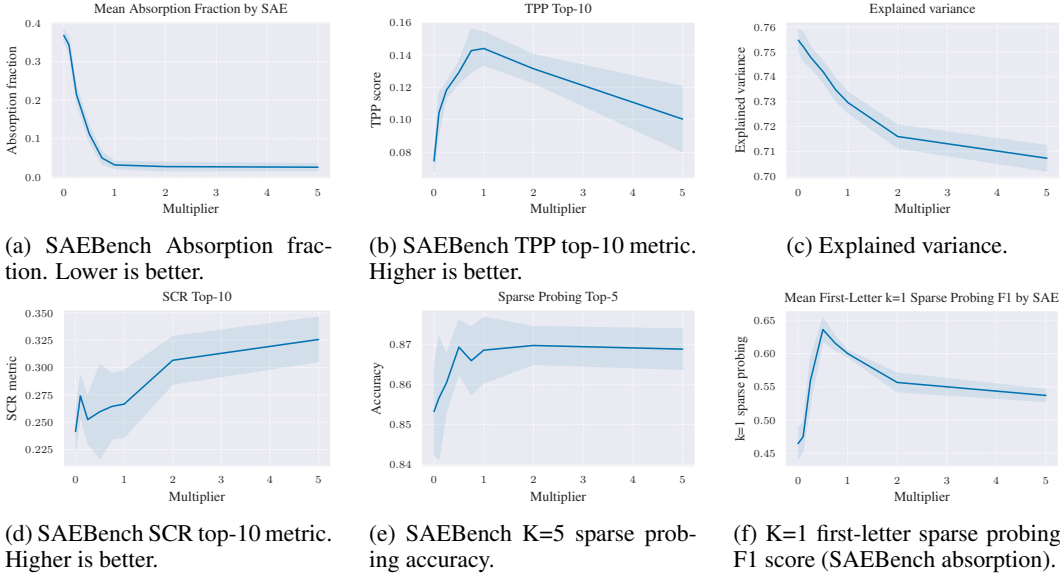 Mean Absorption Fraction by SAE
0.4
0.3
0.2
0.1
0.0
Absorption fraction
0 1 2 3 4 5
Multiplier
(a) SAEBench Absorption frac-
tion. Lower is better.
TPP Top-10
0.16
0.14
0.12
0.10
0.08
TPP score
0 1 2 3 4 5
Multiplier
(b) SAEBench TPP top-10 metric.
Higher is better.
Explained variance
0.76
0.75
0.74
0.73
0.72
0.71
0.70
Explained variance
0 1 2 3 4 5
Multiplier
(c) Explained variance.
SCR Top-10
0.350
0.325
0.300
0.275
0.250
0.225
SCR metric
0 1 2 3 4 5
Multiplier
(d) SAEBench SCR top-10 metric.
Higher is better.
Sparse Probing Top-5
0.87
0.86
0.85
0.84
Accuracy
0 1 2 3 4 5
Multiplier
(e) SAEBench K=5 sparse prob-
ing accuracy.
Mean First-Letter k=1 Sparse Probing F1 by SAE
0.65
0.60
0.55
0.50
0.45
k=1 sparse probing
0 1 2 3 4 5
Multiplier
(f) K=1 first-letter sparse probing
F1 score (SAEBench absorption).